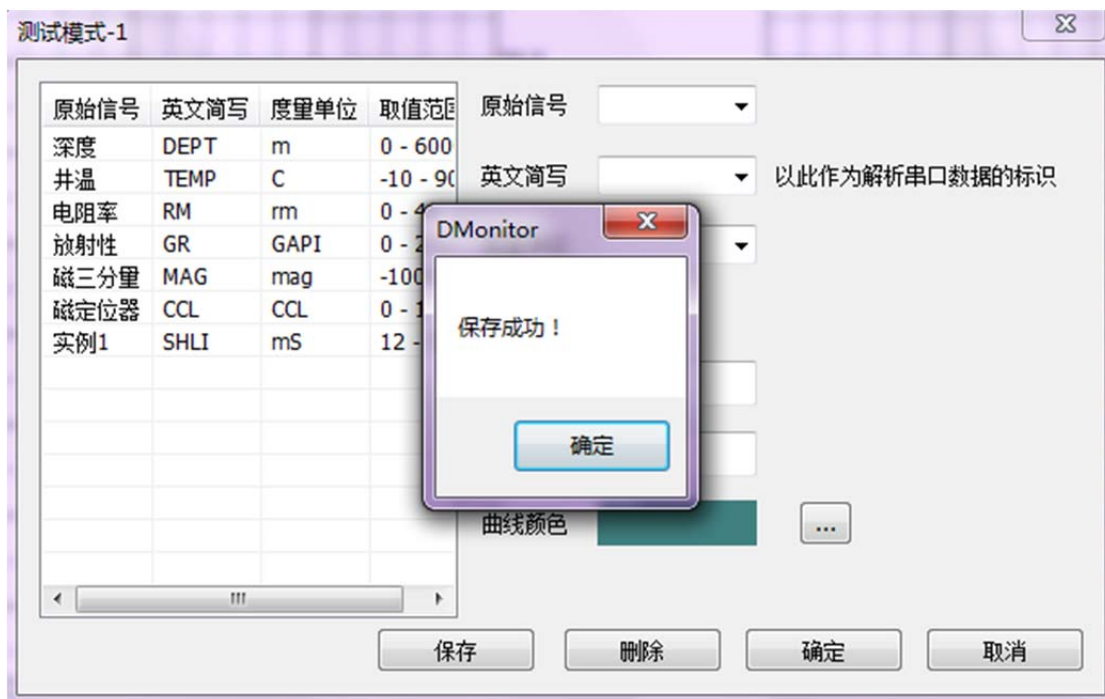 测试模式-1
原始信号 英文简写 度量单位 取值范围
深度 DEPT m 0 - 600
井温 TEMP C -10 - 90
电阻率 RM rm 0 - 4
放射性 GR GAPI 0 - 2
磁三分量 MAG mag -100
磁定位器 CCL CCL 0 - 1
实例1 SHLI mS 12 -
原始信号
英文简写 以此作为解析串口数据的标识
DMonitor
保存成功！
确定
曲线颜色 ...
保存 删除 确定 取消